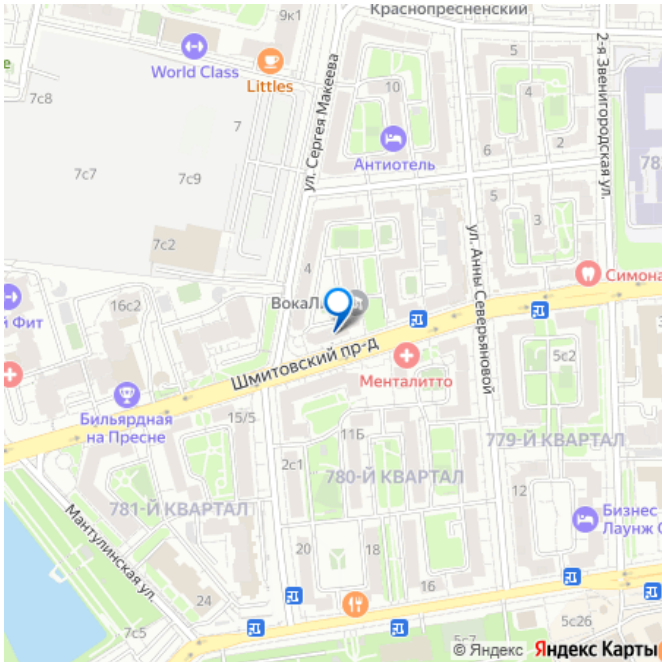 Краснопресненский
9к1
World Class
Littles
7с8
7
7с7
7с9
7с2
ул. Сергея Макеева
10
5
Антиотель
6
2
2-я Звенигородская ул.
5
3
ул. Анны Северьяновой
4
16с2
й Фит
ВокаЛ
Симона
Шмитовский пр-д
Менталитто
5с2
Бильярдная
на Пресне
15/5
11Б
2с1
779-Й КВАРТАЛ
780-Й КВАРТАЛ
781-Й КВАРТАЛ
Мантулинская ул.
12
Бизнес
Лаунж
20
18
16
24
7с5
5с7
5с26
© Яндекс Яндекс Карты